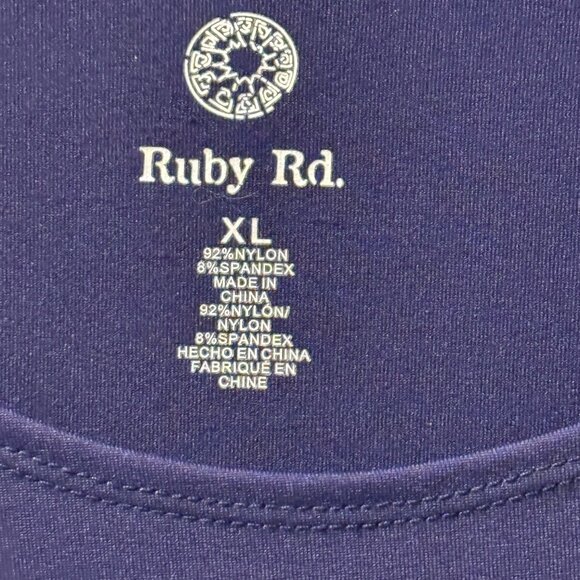 Ruby Rd.
XL
92%NYLON
8%SPANDEX
MADE IN
CHINA
92%NYLÓN/
NYLON
8%SPANDEX
HECHO EN CHINA
FABRIQUÉ EN
CHINE